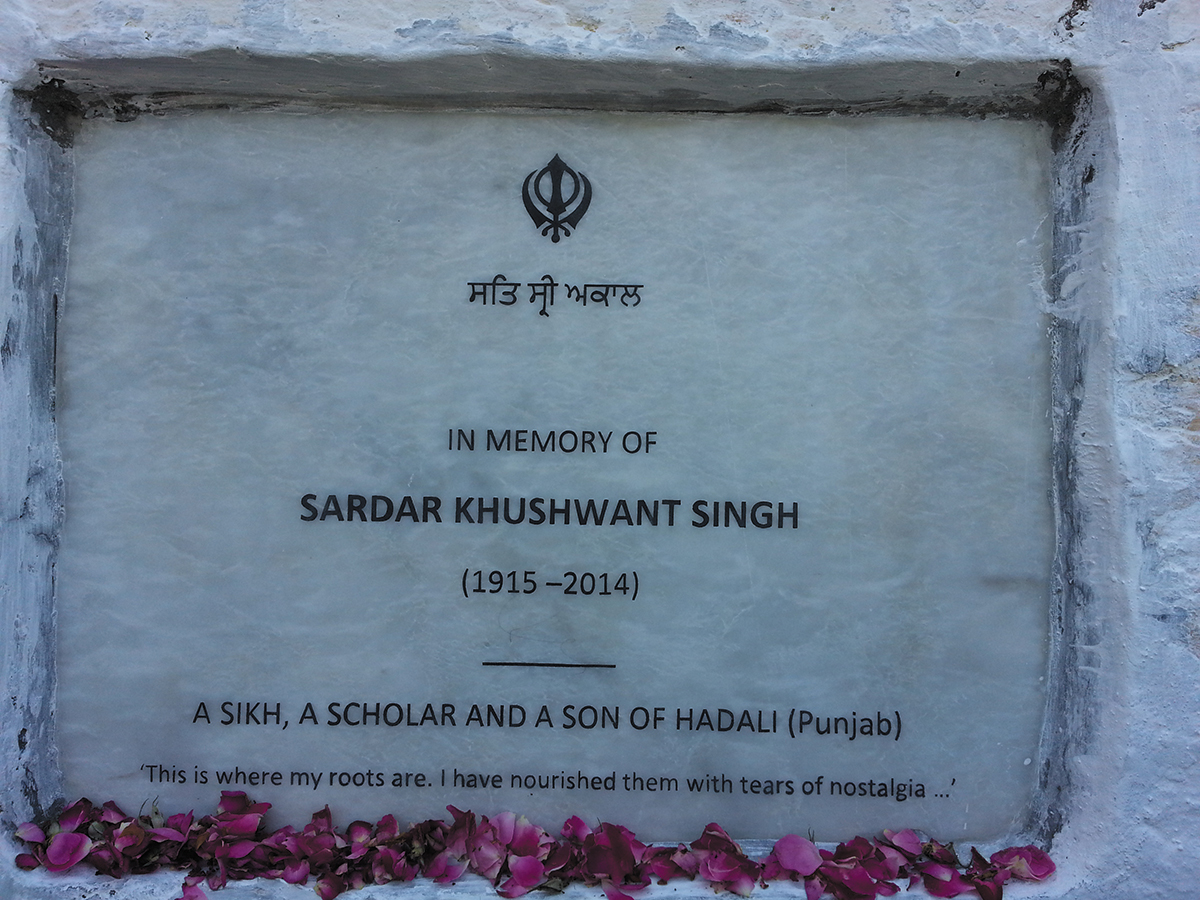 ਸਤਿ ਸ੍ਰੀ ਅਕਾਲ
IN MEMORY OF
SARDAR KHUSHWANT SINGH
(1915 –2014)
A SIKH, A SCHOLAR AND A SON OF HADALI (Punjab)
‘This is where my roots are. I have nourished them with tears of nostalgia ...’